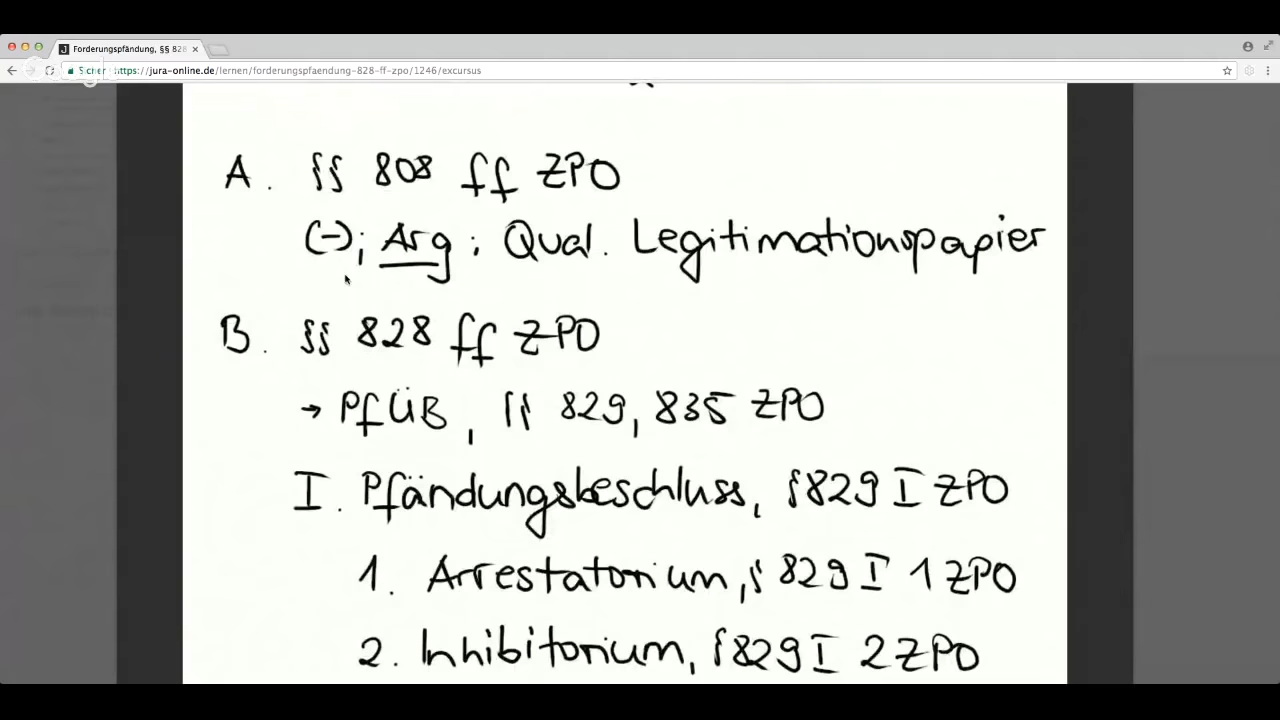 Forderungspfändung, §§ 828
Sicher https://jura-online.de/lernen/forderungspfaendung-828-ff-zpo/1246/excursus
A. §§ 808 ff ZPO
(-); Arg; Qual. Legitimationspapier
B. §§ 828 ff ZPO
→ PfÜB, §§ 829, 835 ZPO
I. Pfändungsbeschluss, § 829 I ZPO
1. Arrestatorium, § 829 I 1 ZPO
2. Inhibitorium, § 829 I 2 ZPO